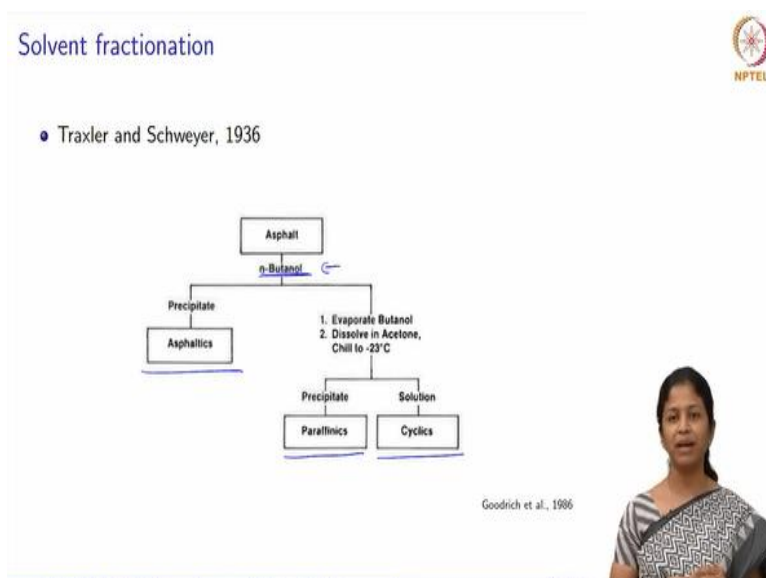 Solvent fractionation
NPTEL
Traxler and Schweyer, 1936
Asphalt
n-Butanol
Precipitate
Asphaltics
1. Evaporate Butanol
2. Dissolve in Acetone,
Chill to -23°C
Precipitate
Solution
Paraffinics
Cyclics
Goodrich et al., 1986